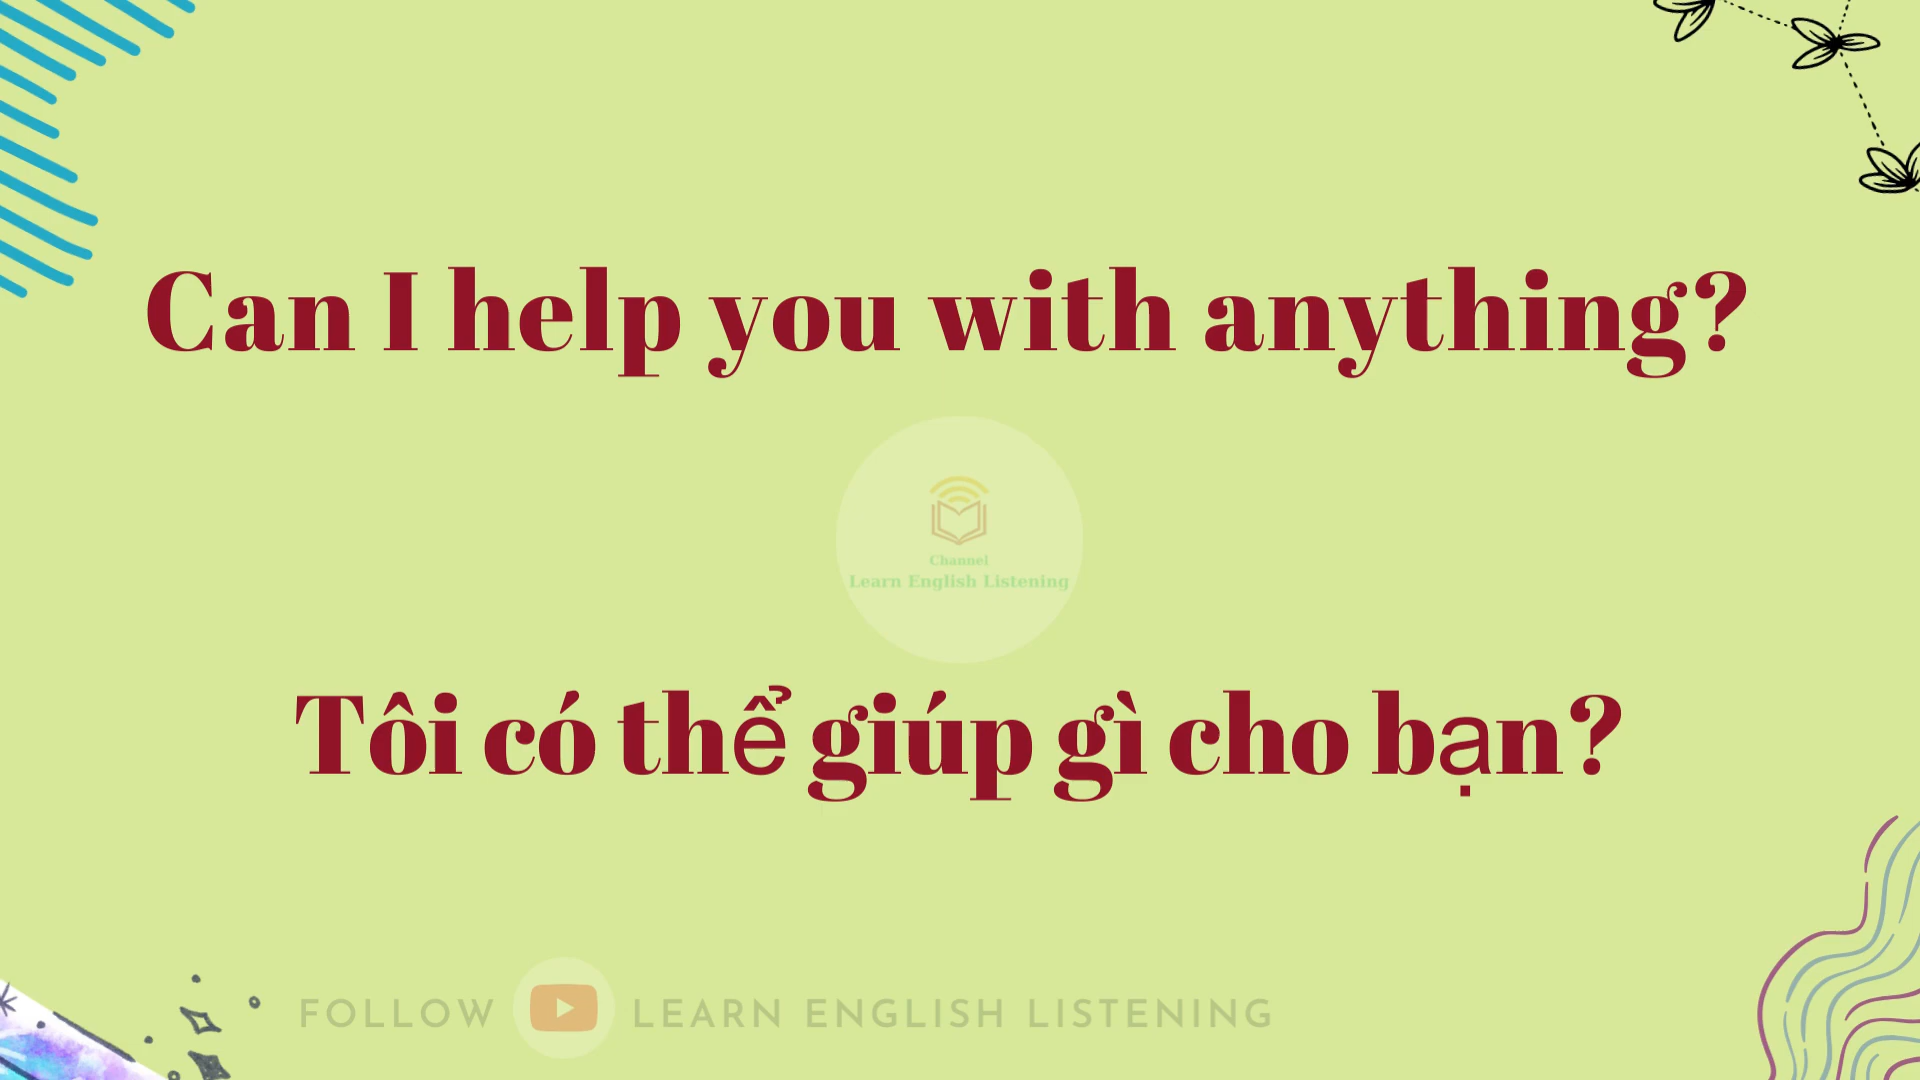 Can I help you with anything?
Channel
Learn English Listening
Tôi có thể giúp gì cho bạn?
FOLLOW LEARN ENGLISH LISTENING